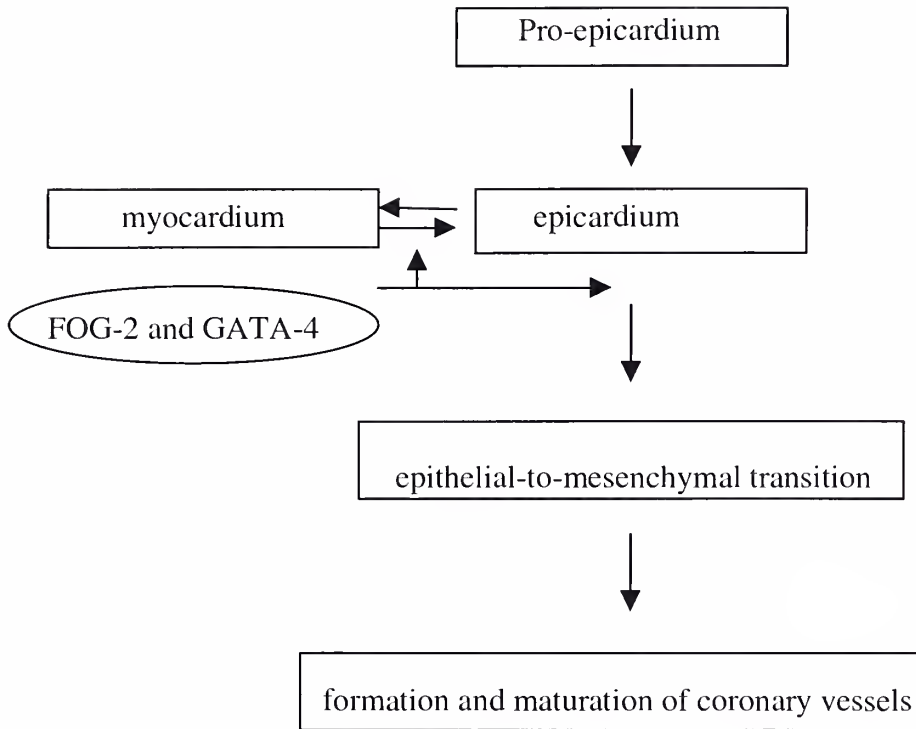 Pro-epicardium
myocardium
epicardium
FOG-2 and GATA-4
epithelial-to-mesenchymal transition
formation and maturation of coronary vessels